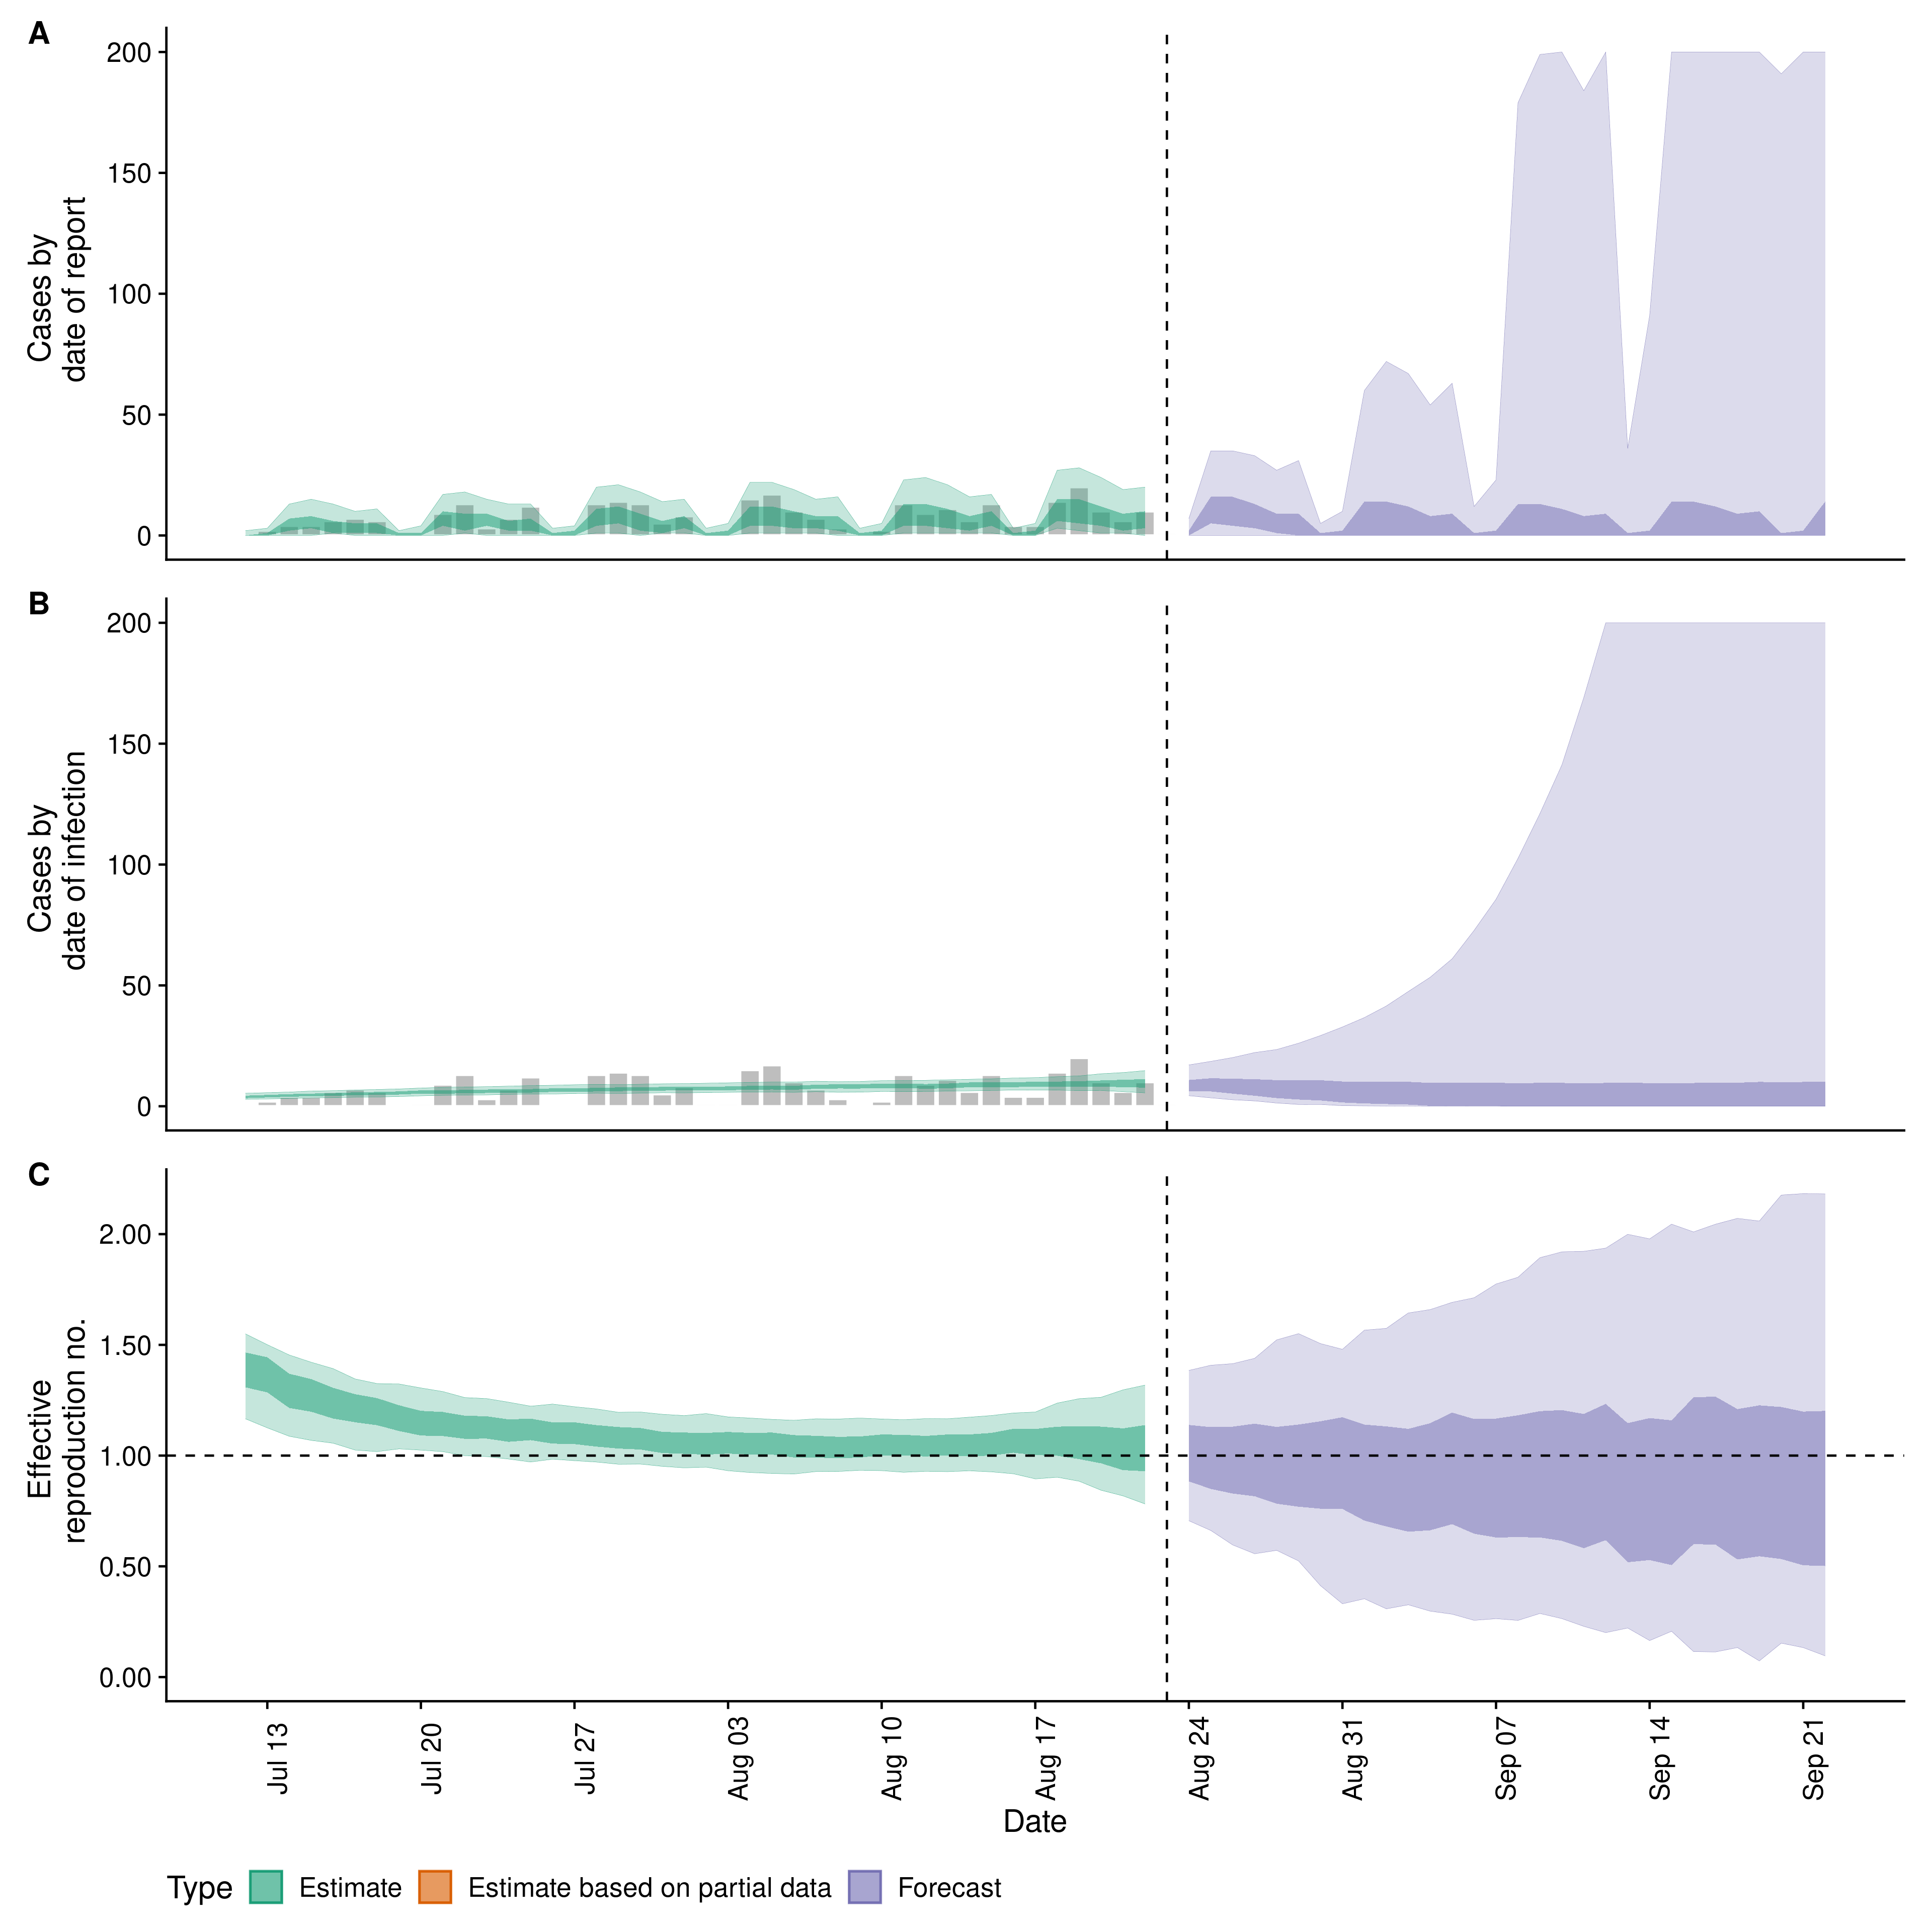 A
200
150
100
50
0
Cases by
date of report
B
200
150
100
50
0
Cases by
date of infection
C
2.00
1.50
1.00
0.50
0.00
Effective
reproduction no.
Jul 13
Jul 20
Jul 27
Aug 03
Aug 10
Aug 17
Aug 24
Aug 31
Sep 07
Sep 14
Sep 21
Date
Type
Estimate
Estimate based on partial data
Forecast